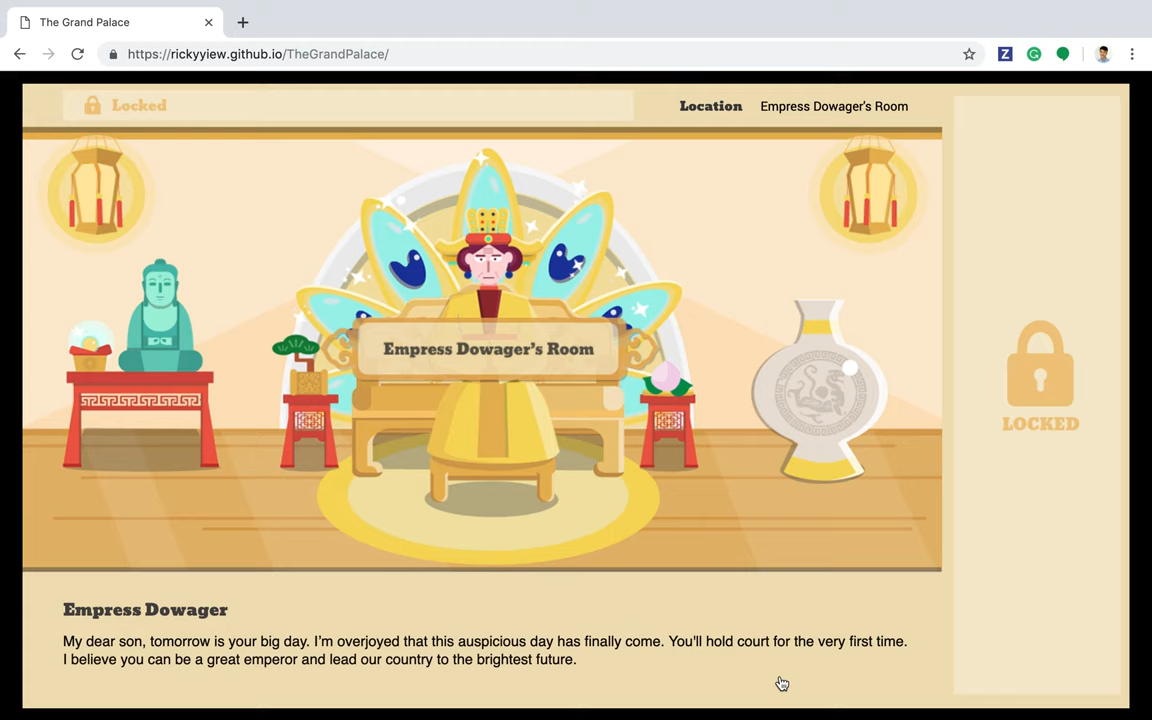 The Grand Palace
https://rickyyiew.github.io/TheGrandPalace/
Locked
Location Empress Dowager's Room
Empress Dowager's Room
LOCKED
Empress Dowager
My dear son, tomorrow is your big day. I'm overjoyed that this auspicious day has finally come. You'll hold court for the very first time.
I believe you can be a great emperor and lead our country to the brightest future.